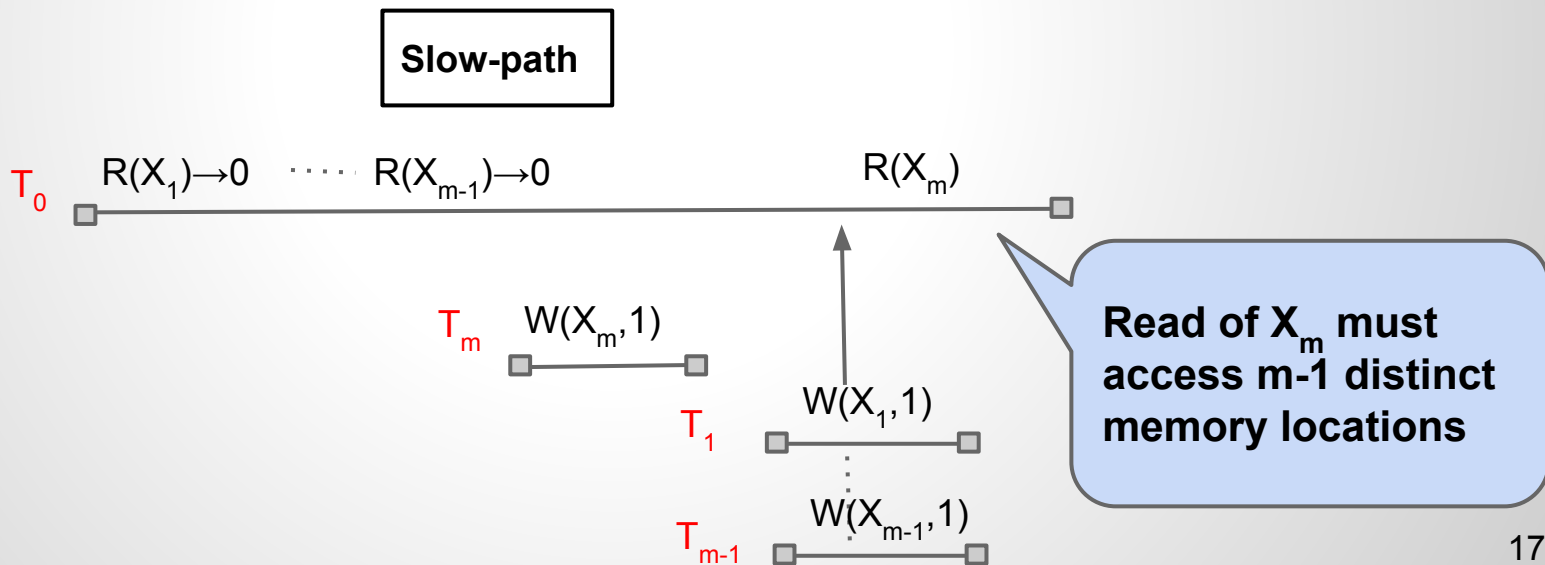 Slow-path
T₀ R(X₁)→0 ····· R(Xₘ₋₁)→0 R(Xₘ)
Tₘ W(Xₘ,1)
T₁ W(X₁,1)
Tₘ₋₁ W(Xₘ₋₁,1)
Read of Xₘ must
access m-1 distinct
memory locations
17